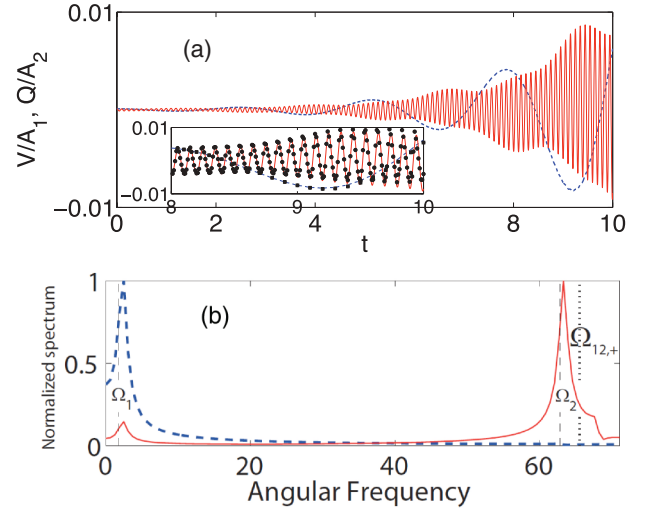 0.01
(a)
V/A₁, Q/A₂
0.01
−0.01
8 9 10
−0.01
0 2 4 6 8 10
t
1
(b)
Normalized spectrum
0.5
Ω₁₂,₊
Ω₁
Ω₂
0
0 20 40 60
Angular Frequency